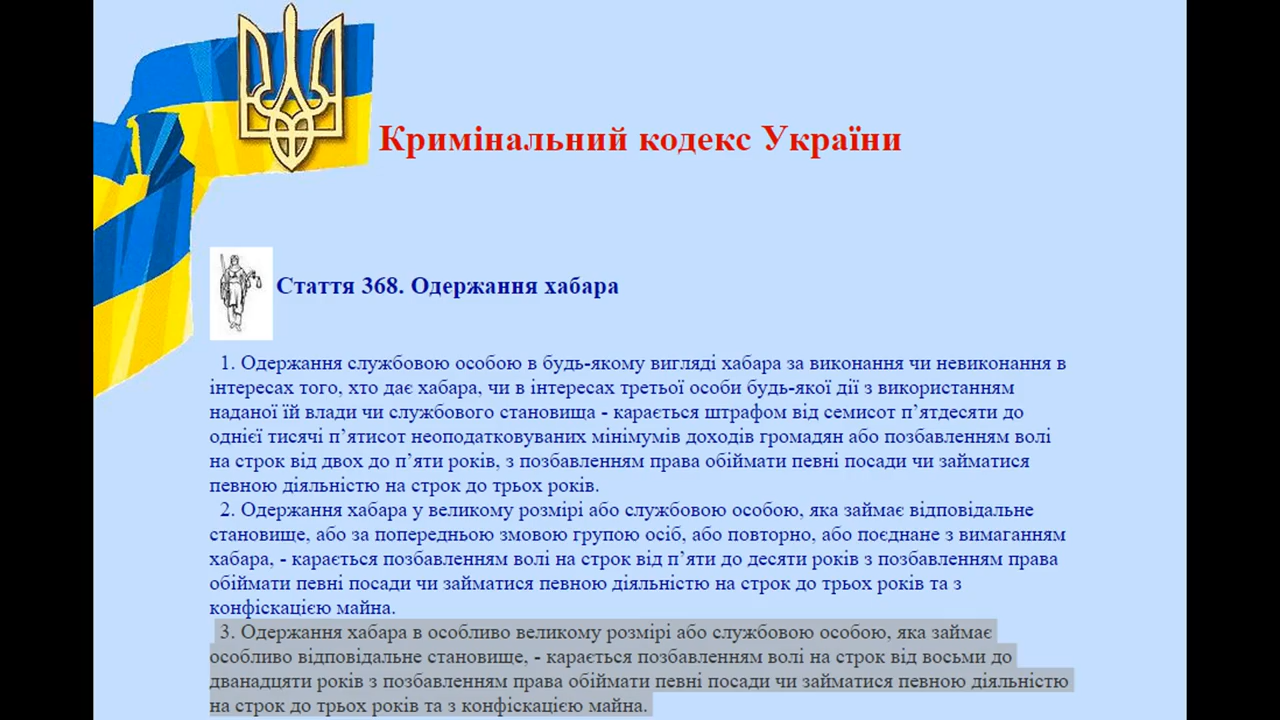 Кримінальний кодекс України
Стаття 368. Одержання хабара
1. Одержання службовою особою в будь-якому вигляді хабара за виконання чи невиконання в
інтересах того, хто дає хабара, чи в інтересах третьої особи будь-якої дії з використанням
наданої їй влади чи службового становища - карається штрафом від семисот п’ятдесяти до
однієї тисячі п’ятисот неоподатковуваних мінімумів доходів громадян або позбавленням волі
на строк від двох до п’яти років, з позбавленням права обіймати певні посади чи займатися
певною діяльністю на строк до трьох років.
2. Одержання хабара у великому розмірі або службовою особою, яка займає відповідальне
становище, або за попередньою змовою групою осіб, або повторно, або поєднане з вимаганням
хабара, - карається позбавленням волі на строк від п’яти до десяти років з позбавленням права
обіймати певні посади чи займатися певною діяльністю на строк до трьох років та з
конфіскацією майна.
3. Одержання хабара в особливо великому розмірі або службовою особою, яка займає
особливо відповідальне становище, - карається позбавленням волі на строк від восьми до
дванадцяти років з позбавленням права обіймати певні посади чи займатися певною діяльністю
на строк до трьох років та з конфіскацією майна.